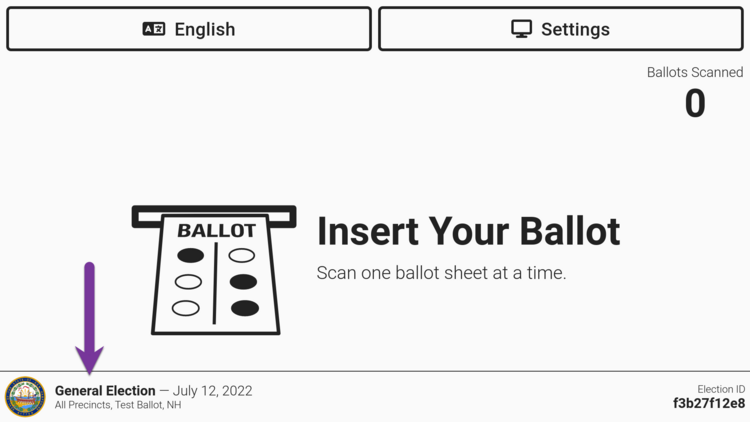 English
Settings
Ballots Scanned
0
BALLOT
Insert Your Ballot
Scan one ballot sheet at a time.
General Election — July 12, 2022
All Precincts, Test Ballot, NH
Election ID
f3b27f12e8